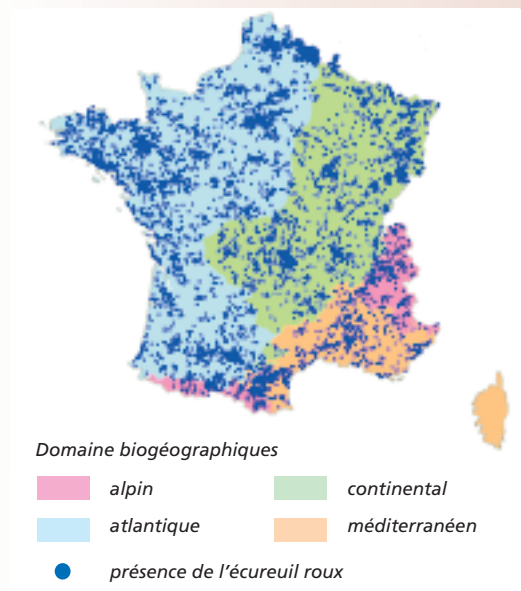 Domaine biogéographiques
alpin
continental
atlantique
méditerranéen
présence de l'écureuil roux